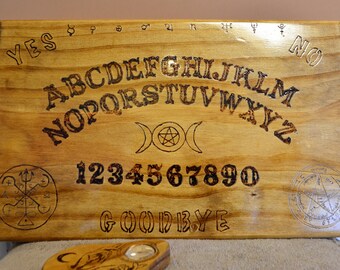 YES NO
ABCDEFGHIJKLM
NOPQRSTUVWXYZ
1234567890
GOODBYE